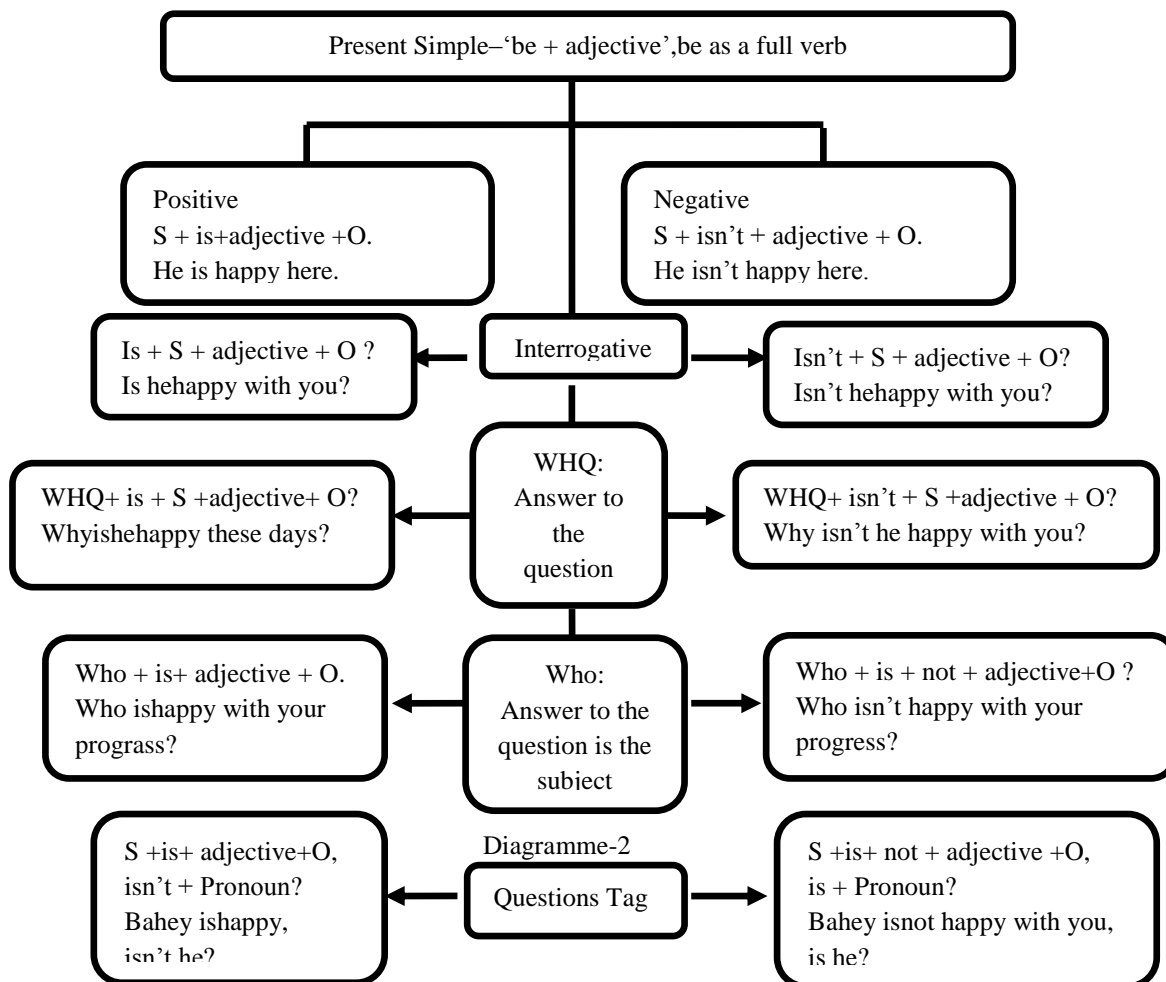 Present Simple–‘be + adjective’,be as a full verb
Positive
S + is+adjective +O.
He is happy here.
Negative
S + isn’t + adjective + O.
He isn’t happy here.
Is + S + adjective + O ?
Is hehappy with you?
Interrogative
Isn’t + S + adjective + O?
Isn’t hehappy with you?
WHQ+ is + S +adjective+ O?
Whyishehappy these days?
WHQ:
Answer to
the
question
WHQ+ isn’t + S +adjective + O?
Why isn’t he happy with you?
Who + is+ adjective + O.
Who ishappy with your
prograss?
Who:
Answer to the
question is the
subject
Who + is + not + adjective+O ?
Who isn’t happy with your
progress?
S +is+ adjective+O,
isn’t + Pronoun?
Bahey ishappy,
isn’t he?
Diagramme-2
Questions Tag
S +is+ not + adjective +O,
is + Pronoun?
Bahey isnot happy with you,
is he?